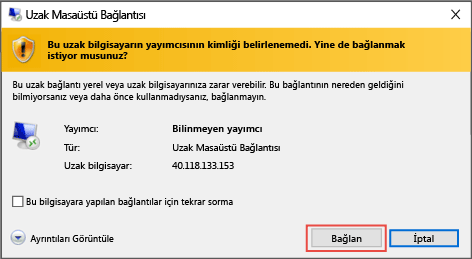 Uzak Masaüstü Bağlantısı
Bu uzak bilgisayarın yayımcısının kimliği belirlenemedi. Yine de bağlanmak
istiyor musunuz?
Bu uzak bağlantı yerel veya uzak bilgisayarınıza zarar verebilir. Bu bağlantının nereden geldiğini
bilmiyorsanız veya daha önce kullanmadıysanız, bağlanmayın.
Yayımcı: Bilinmeyen yayımcı
Tür: Uzak Masaüstü Bağlantısı
Uzak bilgisayar: 40.118.133.153
Bu bilgisayara yapılan bağlantılar için tekrar sorma
Ayrıntıları Görüntüle Bağlan İptal